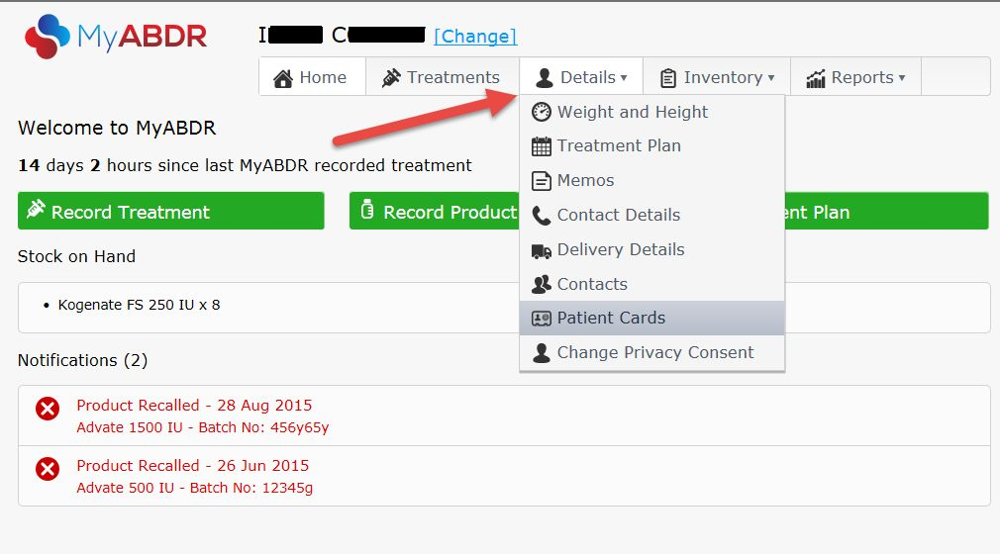 MyABDR
I C [Change]
Home Treatments Details Inventory Reports
Weight and Height
Treatment Plan
Memos
Contact Details
Delivery Details
Contacts
Patient Cards
Change Privacy Consent
Welcome to MyABDR
14 days 2 hours since last MyABDR recorded treatment
Record Treatment Record Product ent Plan
Stock on Hand
• Kogenate FS 250 IU x 8
Notifications (2)
Product Recalled - 28 Aug 2015
Advate 1500 IU - Batch No: 456y65y
Product Recalled - 26 Jun 2015
Advate 500 IU - Batch No: 12345g